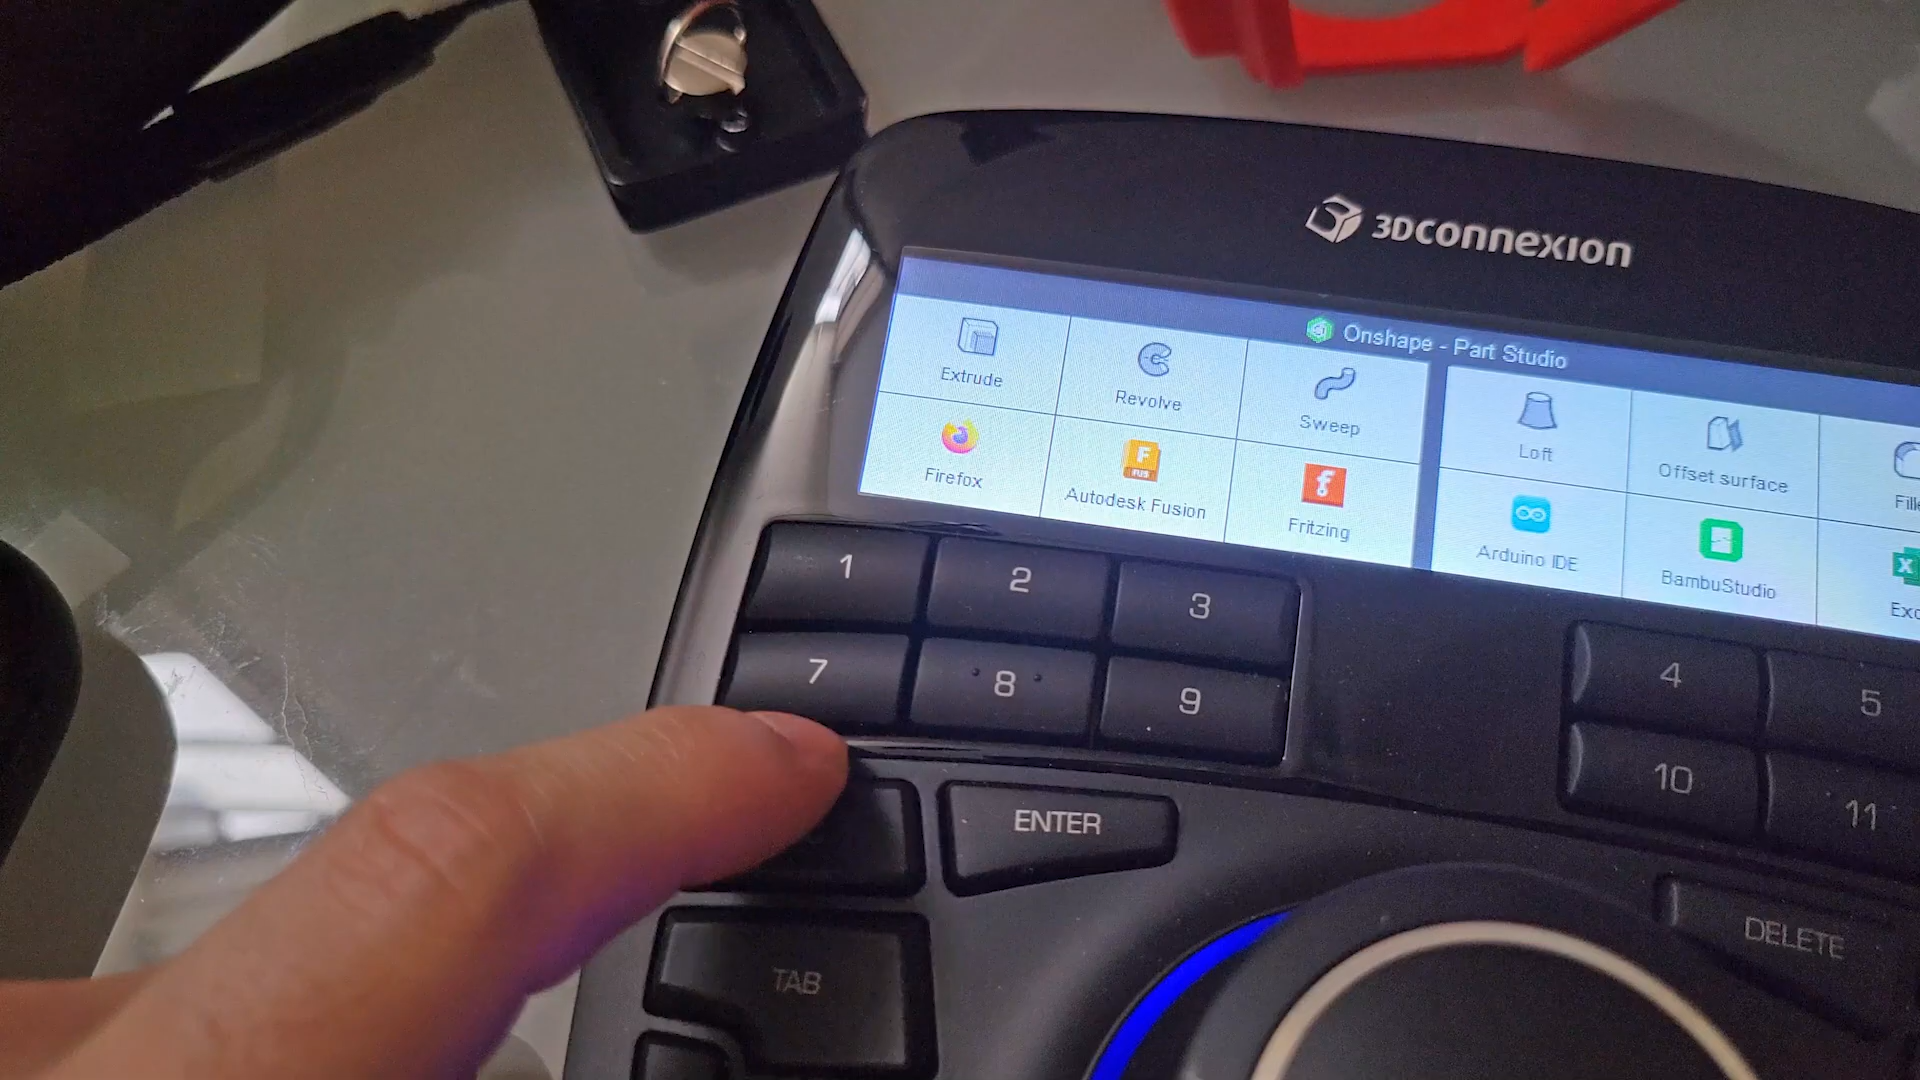 3Dconnexion
Onshape - Part Studio
Extrude
Revolve
Sweep
Loft
Offset surface
Firefox
Autodesk Fusion
Fritzing
Arduino IDE
BambuStudio
F
FUS
f
X
1
2
3
4
5
7
8
9
10
11
ENTER
DELETE
TAB